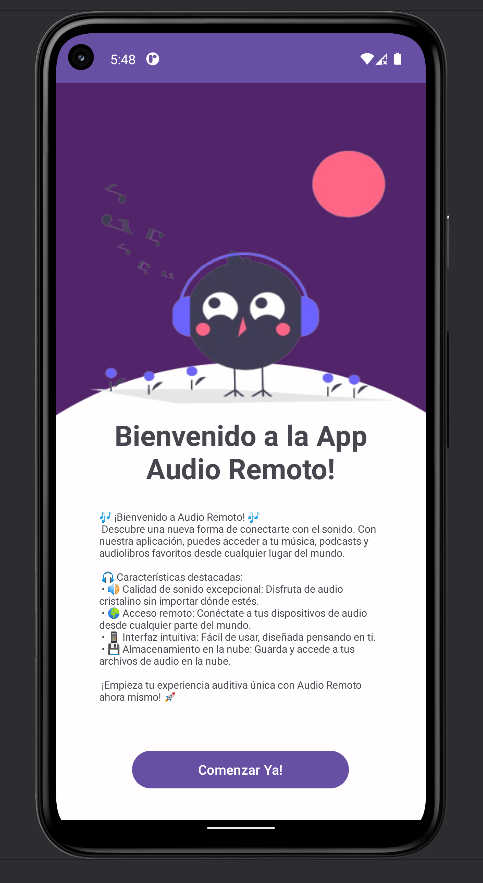 5:48
Bienvenido a la App
Audio Remoto!
🎶 ¡Bienvenido a Audio Remoto! 🎶
Descubre una nueva forma de conectarte con el sonido. Con
nuestra aplicación, puedes acceder a tu música, podcasts y
audiolibros favoritos desde cualquier lugar del mundo.
🎧 Características destacadas:
• 🔊 Calidad de sonido excepcional: Disfruta de audio
cristalino sin importar dónde estés.
• 🌍 Acceso remoto: Conéctate a tus dispositivos de audio
desde cualquier parte del mundo.
• 📱 Interfaz intuitiva: Fácil de usar, diseñada pensando en ti.
• 💾 Almacenamiento en la nube: Guarda y accede a tus
archivos de audio en la nube.
¡Empieza tu experiencia auditiva única con Audio Remoto
ahora mismo! 🚀
Comenzar Ya!